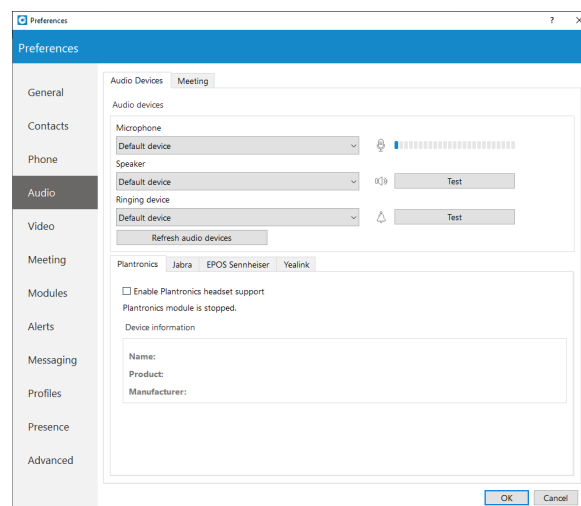 Preferences
?
Preferences
General
Contacts
Phone
Audio
Video
Meeting
Modules
Alerts
Messaging
Profiles
Presence
Advanced
Audio Devices
Meeting
Audio devices
Microphone
Default device
Speaker
Default device
Test
Ringing device
Default device
Test
Refresh audio devices
Plantronics
Jabra
EPOS Sennheiser
Yealink
Enable Plantronics headset support
Plantronics module is stopped.
Device information
Name:
Product:
Manufacturer:
OK
Cancel